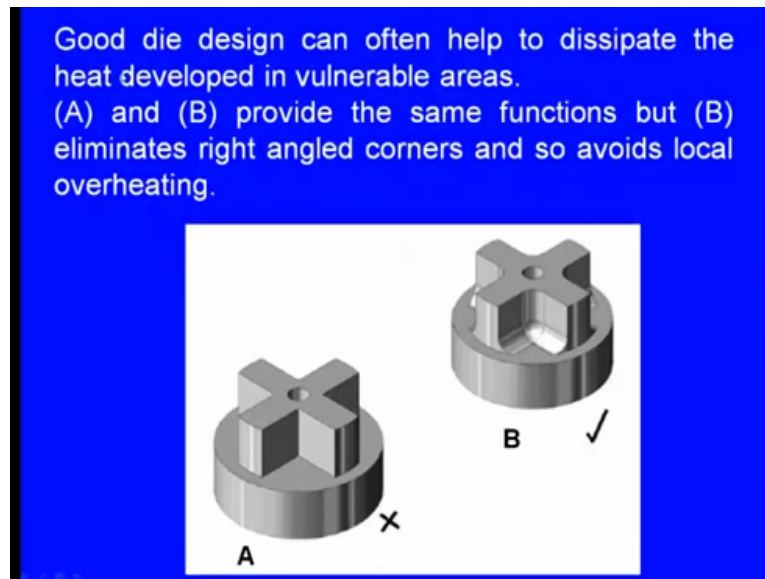 Good die design can often help to dissipate the
heat developed in vulnerable areas.
(A) and (B) provide the same functions but (B)
eliminates right angled corners and so avoids local
overheating.
B
A